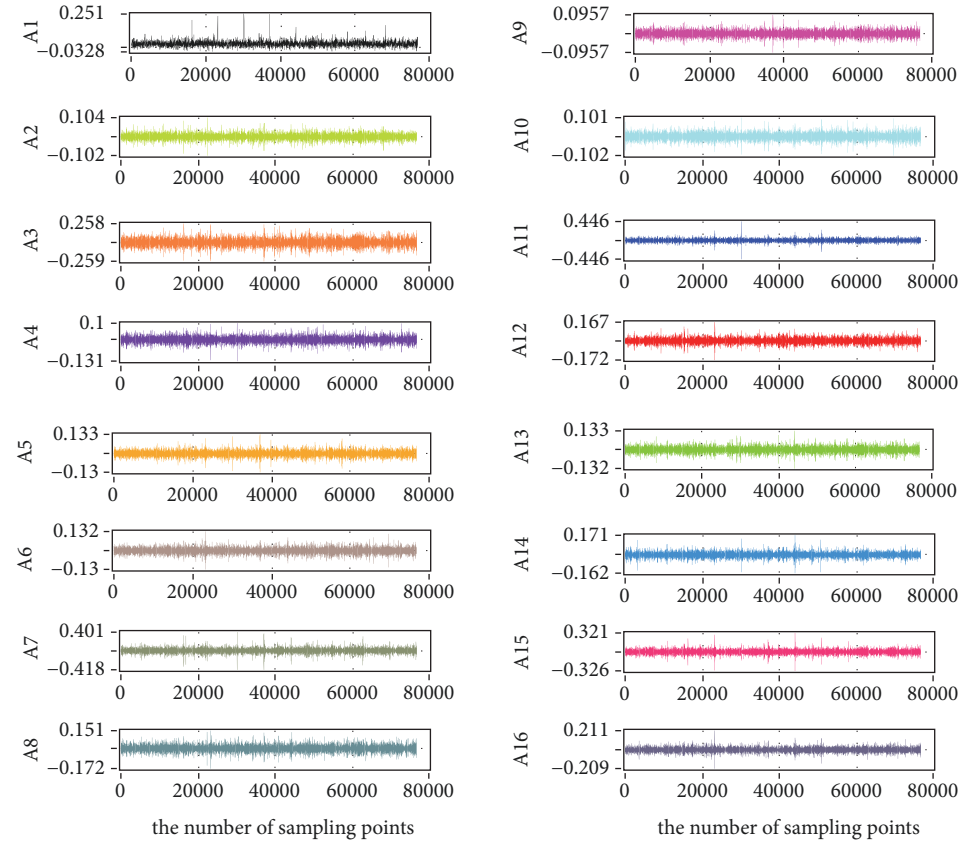 A1
0.251
−0.0328
0 20000 40000 60000 80000
A2
0.104
−0.102
0 20000 40000 60000 80000
A3
0.258
−0.259
0 20000 40000 60000 80000
A4
0.1
−0.131
0 20000 40000 60000 80000
A5
0.133
−0.13
0 20000 40000 60000 80000
A6
0.132
−0.13
0 20000 40000 60000 80000
A7
0.401
−0.418
0 20000 40000 60000 80000
A8
0.151
−0.172
0 20000 40000 60000 80000
the number of sampling points
A9
0.0957
−0.0957
0 20000 40000 60000 80000
A10
0.101
−0.102
0 20000 40000 60000 80000
A11
0.446
−0.446
0 20000 40000 60000 80000
A12
0.167
−0.172
0 20000 40000 60000 80000
A13
0.133
−0.132
0 20000 40000 60000 80000
A14
0.171
−0.162
0 20000 40000 60000 80000
A15
0.321
−0.326
0 20000 40000 60000 80000
A16
0.211
−0.209
0 20000 40000 60000 80000
the number of sampling points